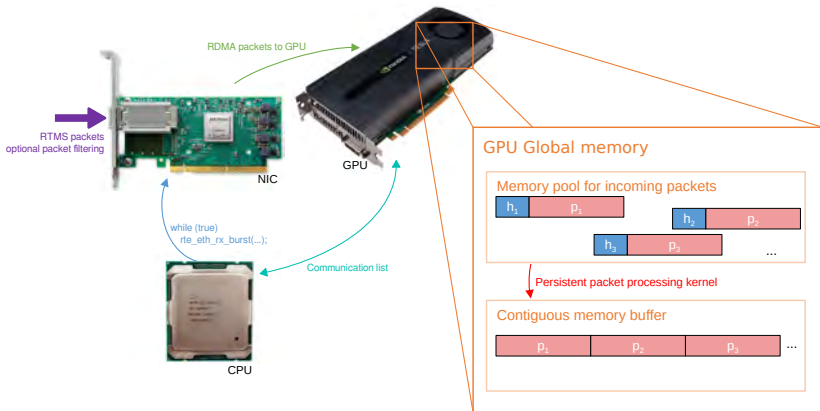 RDMA packets to GPU
RTMS packets
optional packet filtering
NIC
GPU
while (true)
rte_eth_rx_burst(...);
Communication list
CPU
GPU Global memory
Memory pool for incoming packets
h1 p1
h2 p2
h3 p3
...
Persistent packet processing kernel
Contiguous memory buffer
p1 p2 p3 ...